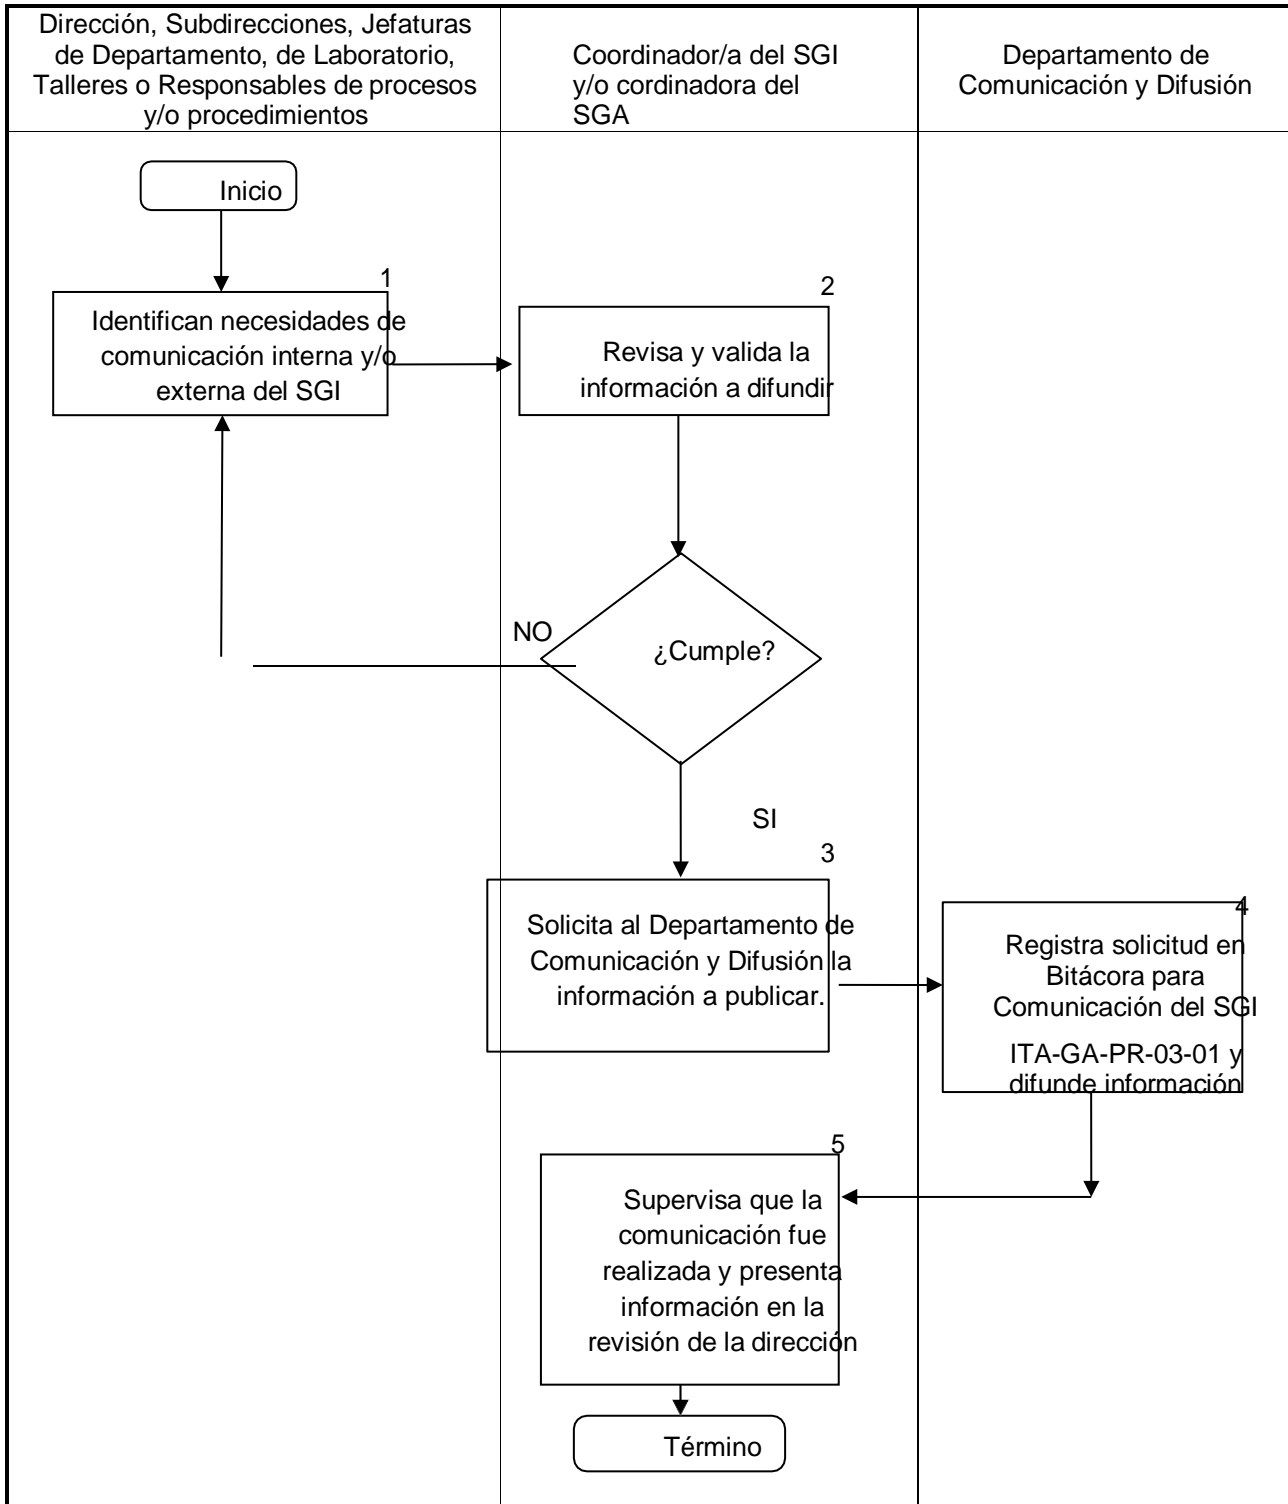 Dirección, Subdirecciones, Jefaturas
de Departamento, de Laboratorio,
Talleres o Responsables de procesos
y/o procedimientos
Coordinador/a del SGI
y/o cordinadora del
SGA
Departamento de
Comunicación y Difusión
Inicio
1
Identifican necesidades de
comunicación interna y/o
externa del SGI
2
Revisa y valida la
información a difundir
NO
¿Cumple?
SI
3
Solicita al Departamento de
Comunicación y Difusión la
información a publicar.
4
Registra solicitud en
Bitácora para
Comunicación del SGI
ITA-GA-PR-03-01 y
difunde información
5
Supervisa que la
comunicación fue
realizada y presenta
información en la
revisión de la dirección
Término